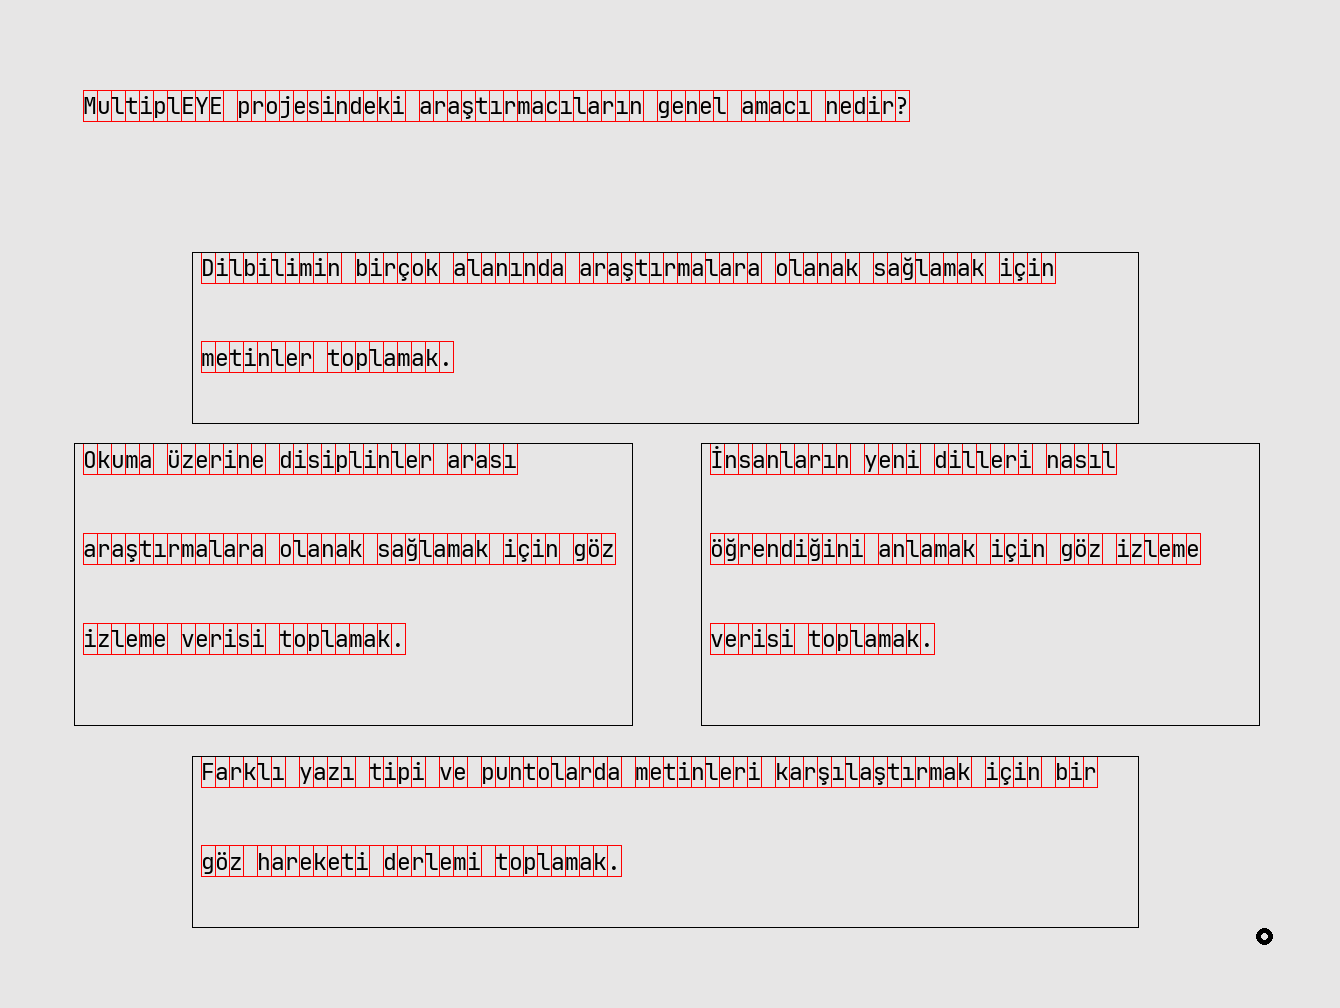 MultiplEYE projesindeki araştırmacıların genel amacı nedir?
Dilbilimin birçok alanında araştırmalara olanak sağlamak için
metinler toplamak.
Okuma üzerine disiplinler arası
araştırmalara olanak sağlamak için göz
izleme verisi toplamak.
İnsanların yeni dilleri nasıl
öğrendiğini anlamak için göz izleme
verisi toplamak.
Farklı yazı tipi ve puntolarda metinleri karşılaştırmak için bir
göz hareketi derlemi toplamak.